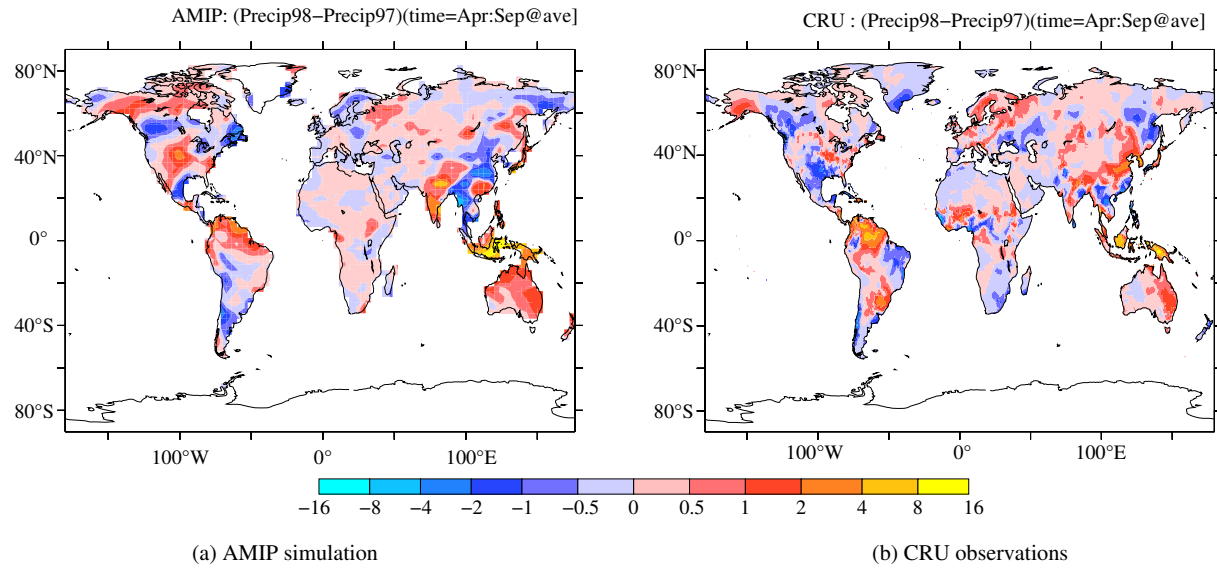 AMIP: (Precip98−Precip97)(time=Apr:Sep@ave]
CRU : (Precip98−Precip97)(time=Apr:Sep@ave]
80°N
40°N
0°
40°S
80°S
100°W 0° 100°E
80°N
40°N
0°
40°S
80°S
100°W 0° 100°E
−16 −8 −4 −2 −1 −0.5 0 0.5 1 2 4 8 16
(a) AMIP simulation
(b) CRU observations